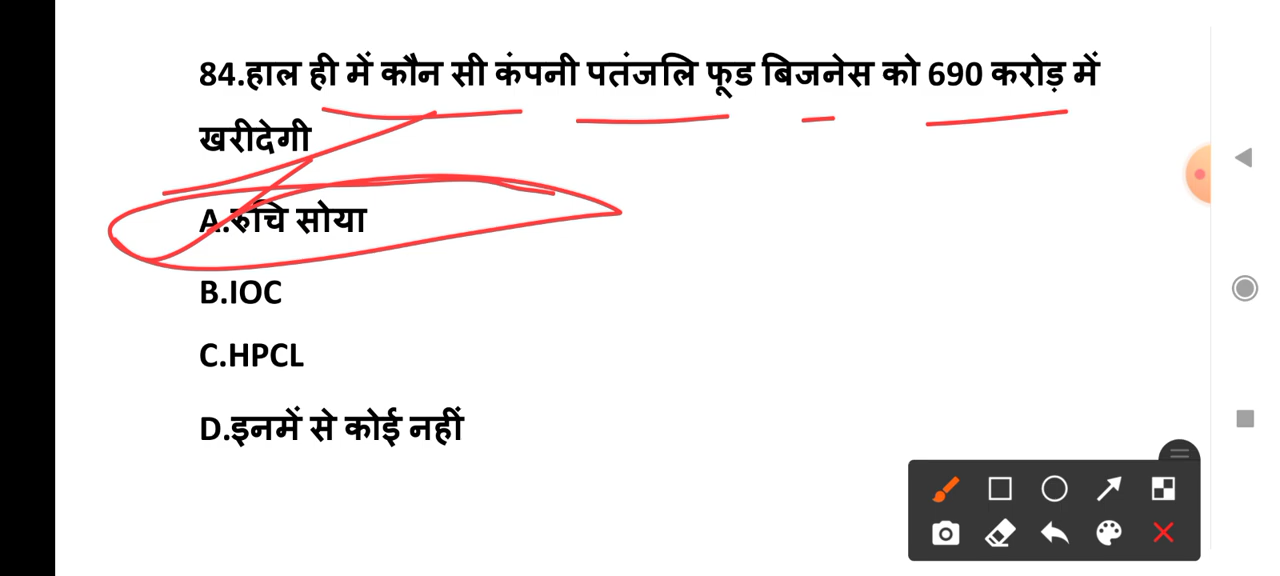 84.हाल ही में कौन सी कंपनी पतंजलि फूड बिजनेस को 690 करोड़ में
खरीदेगी
A.रुचि सोया
B.IOC
C.HPCL
D.इनमें से कोई नहीं